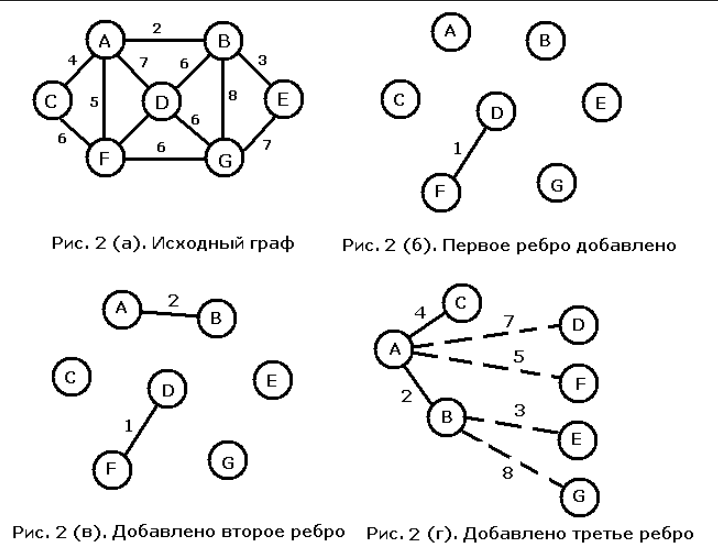 2
A
B
4
7
6
3
C
5
D
8
E
6
6
F
6
G
7
Рис. 2 (а). Исходный граф
A
B
C
D
E
1
F
G
Рис. 2 (б). Первое ребро добавлено
2
A
B
C
D
E
1
F
G
Рис. 2 (в). Добавлено второе ребро
C
4
7
D
A
5
F
2
B
3
E
8
G
Рис. 2 (г). Добавлено третье ребро